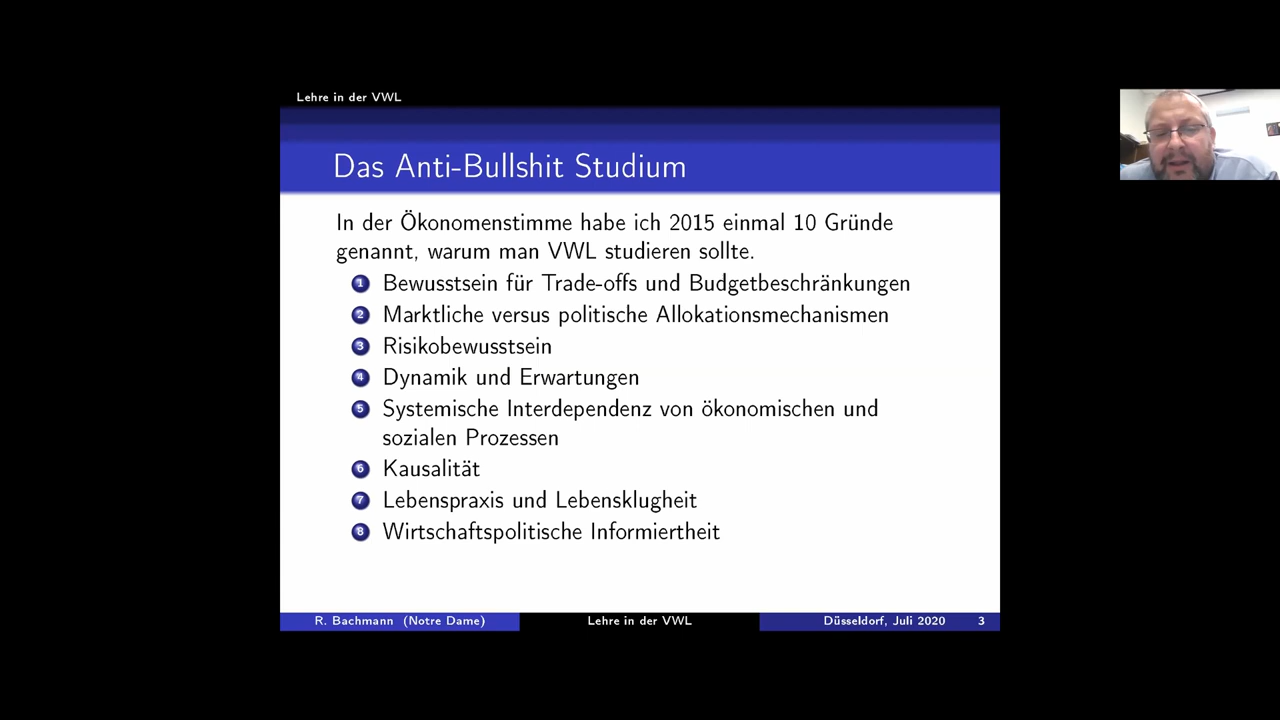 Lehre in der VWL
Das Anti-Bullshit Studium
In der Ökonomenstimme habe ich 2015 einmal 10 Gründe
genannt, warum man VWL studieren sollte.
1 Bewusstsein für Trade-offs und Budgetbeschränkungen
2 Marktliche versus politische Allokationsmechanismen
3 Risikobewusstsein
4 Dynamik und Erwartungen
5 Systemische Interdependenz von ökonomischen und
sozialen Prozessen
6 Kausalität
7 Lebenspraxis und Lebensklugheit
8 Wirtschaftspolitische Informiertheit
R. Bachmann (Notre Dame) Lehre in der VWL Düsseldorf, Juli 2020 3